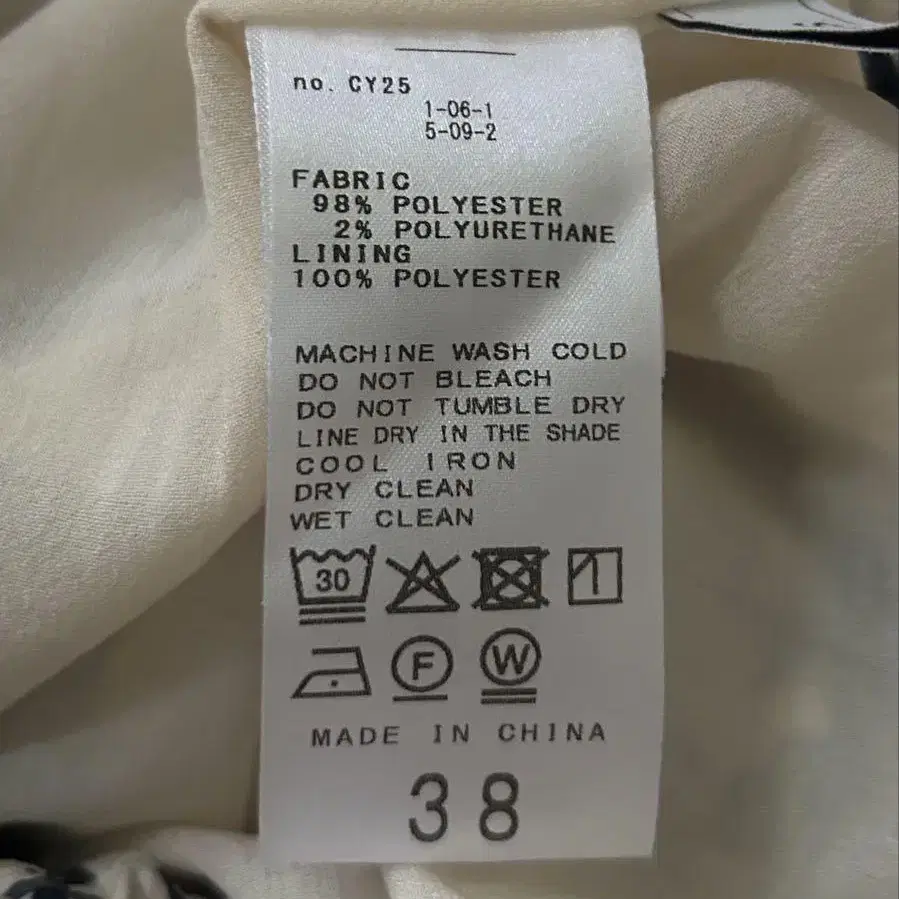 no. CY25
1-06-1
5-09-2
FABRIC
98% POLYESTER
2% POLYURETHANE
LINING
100% POLYESTER
MACHINE WASH COLD
DO NOT BLEACH
DO NOT TUMBLE DRY
LINE DRY IN THE SHADE
COOL IRON
DRY CLEAN
WET CLEAN
30
F W
MADE IN CHINA
38